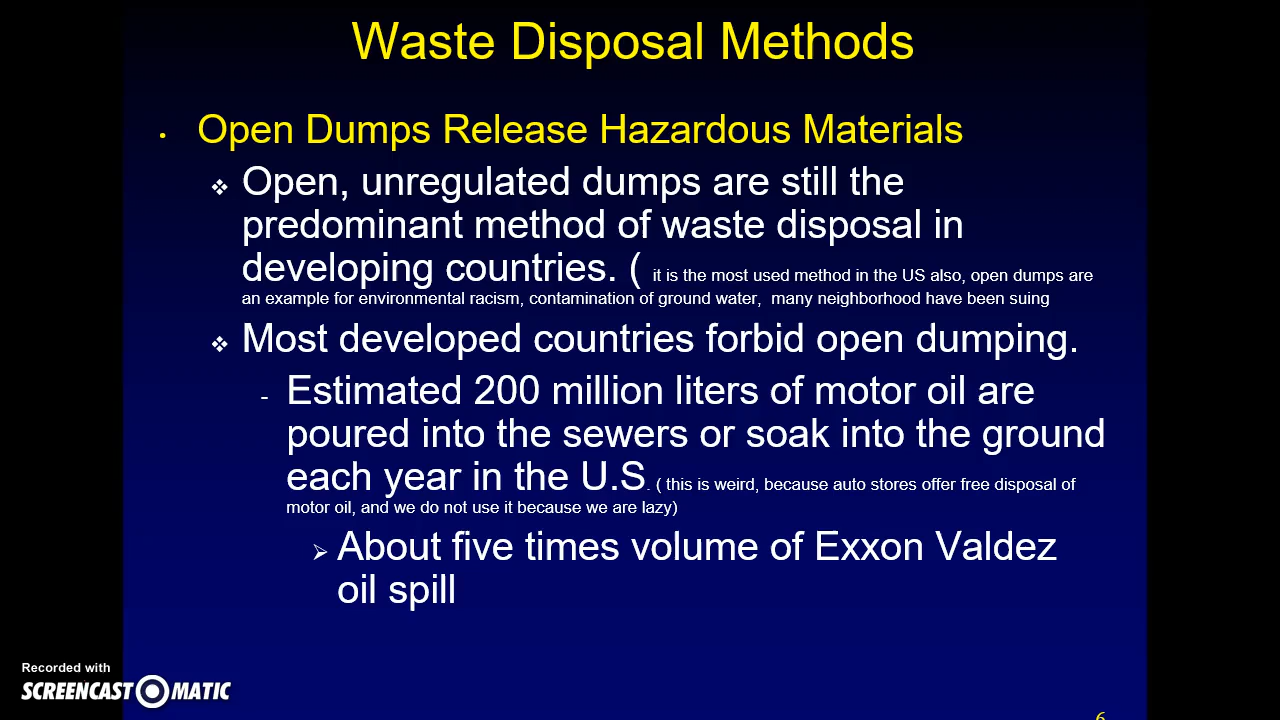 Waste Disposal Methods
• Open Dumps Release Hazardous Materials
❖ Open, unregulated dumps are still the
predominant method of waste disposal in
developing countries. ( it is the most used method in the US also, open dumps are
an example for environmental racism, contamination of ground water, many neighborhood have been suing
❖ Most developed countries forbid open dumping.
- Estimated 200 million liters of motor oil are
poured into the sewers or soak into the ground
each year in the U.S. ( this is weird, because auto stores offer free disposal of
motor oil, and we do not use it because we are lazy)
➢ About five times volume of Exxon Valdez
oil spill
Recorded with
SCREENCAST MATIC
6